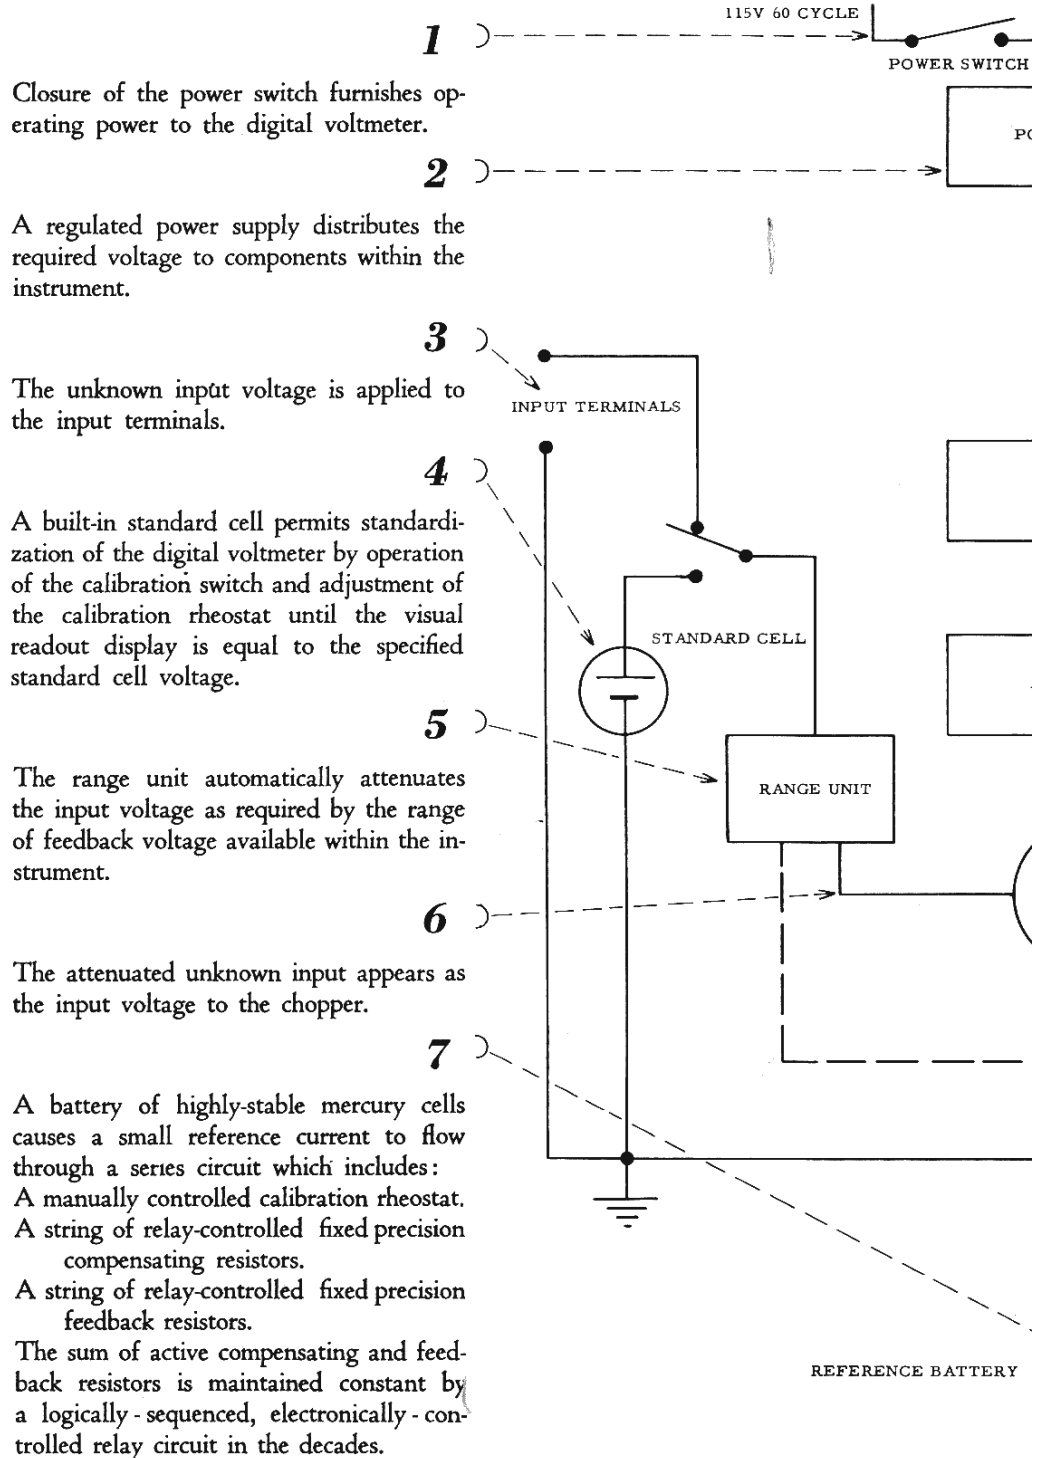 1
115V 60 CYCLE
POWER SWITCH
Closure of the power switch furnishes op-
erating power to the digital voltmeter.
2
A regulated power supply distributes the
required voltage to components within the
instrument.
3
INPUT TERMINALS
The unknown input voltage is applied to
the input terminals.
4
A built-in standard cell permits standardi-
zation of the digital voltmeter by operation
of the calibration switch and adjustment of
the calibration rheostat until the visual
readout display is equal to the specified
standard cell voltage.
STANDARD CELL
5
The range unit automatically attenuates
the input voltage as required by the range
of feedback voltage available within the in-
strument.
RANGE UNIT
6
The attenuated unknown input appears as
the input voltage to the chopper.
7
A battery of highly-stable mercury cells
causes a small reference current to flow
through a series circuit which includes:
A manually controlled calibration rheostat.
A string of relay-controlled fixed precision
compensating resistors.
A string of relay-controlled fixed precision
feedback resistors.
The sum of active compensating and feed-
back resistors is maintained constant by
a logically-sequenced, electronically-con-
trolled relay circuit in the decades.
REFERENCE BATTERY